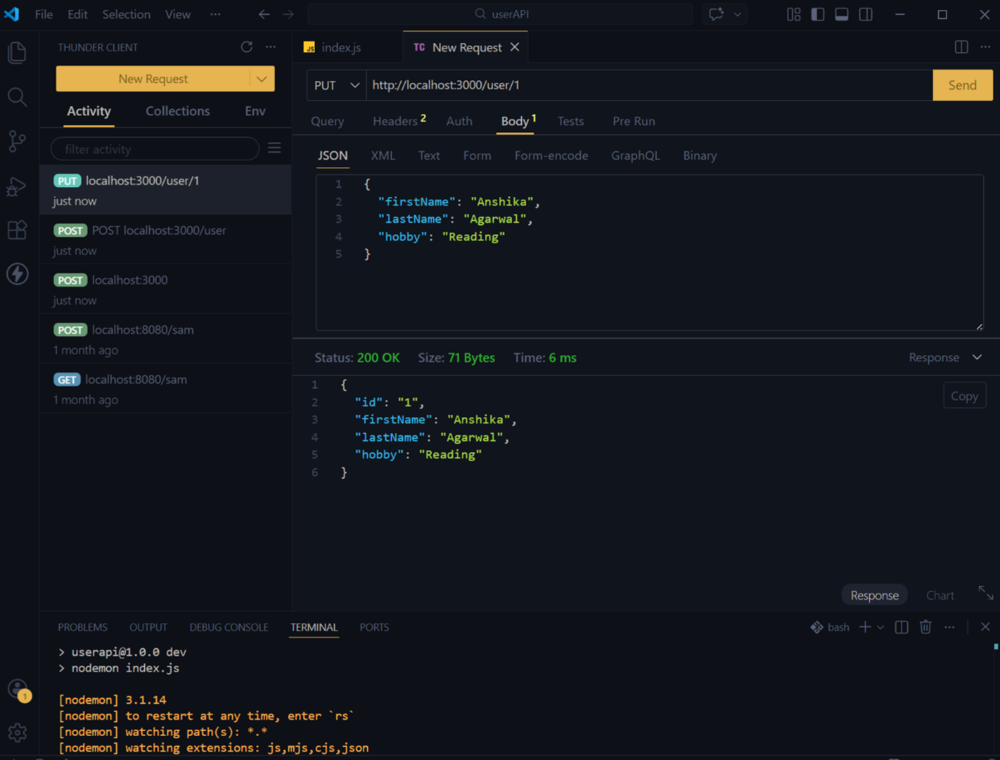 File Edit Selection View ··· userAPI
THUNDER CLIENT ···
New Request
Activity Collections Env
filter activity
PUT localhost:3000/user/1
just now
POST POST localhost:3000/user
just now
POST localhost:3000
just now
POST localhost:8080/sam
1 month ago
GET localhost:8080/sam
1 month ago
1
JS index.js TC New Request
PUT http://localhost:3000/user/1 Send
Query Headers 2 Auth Body 1 Tests Pre Run
JSON XML Text Form Form-encode GraphQL Binary
1 {
2 "firstName": "Anshika",
3 "lastName": "Agarwal",
4 "hobby": "Reading"
5 }
Status: 200 OK Size: 71 Bytes Time: 6 ms Response
1 {
2 "id": "1",
3 "firstName": "Anshika",
4 "lastName": "Agarwal",
5 "hobby": "Reading"
6 }
Copy
Response Chart
PROBLEMS OUTPUT DEBUG CONSOLE TERMINAL PORTS bash
> userapi@1.0.0 dev
> nodemon index.js
[nodemon] 3.1.14
[nodemon] to restart at any time, enter `rs`
[nodemon] watching path(s): *.*
[nodemon] watching extensions: js,mjs,cjs,json